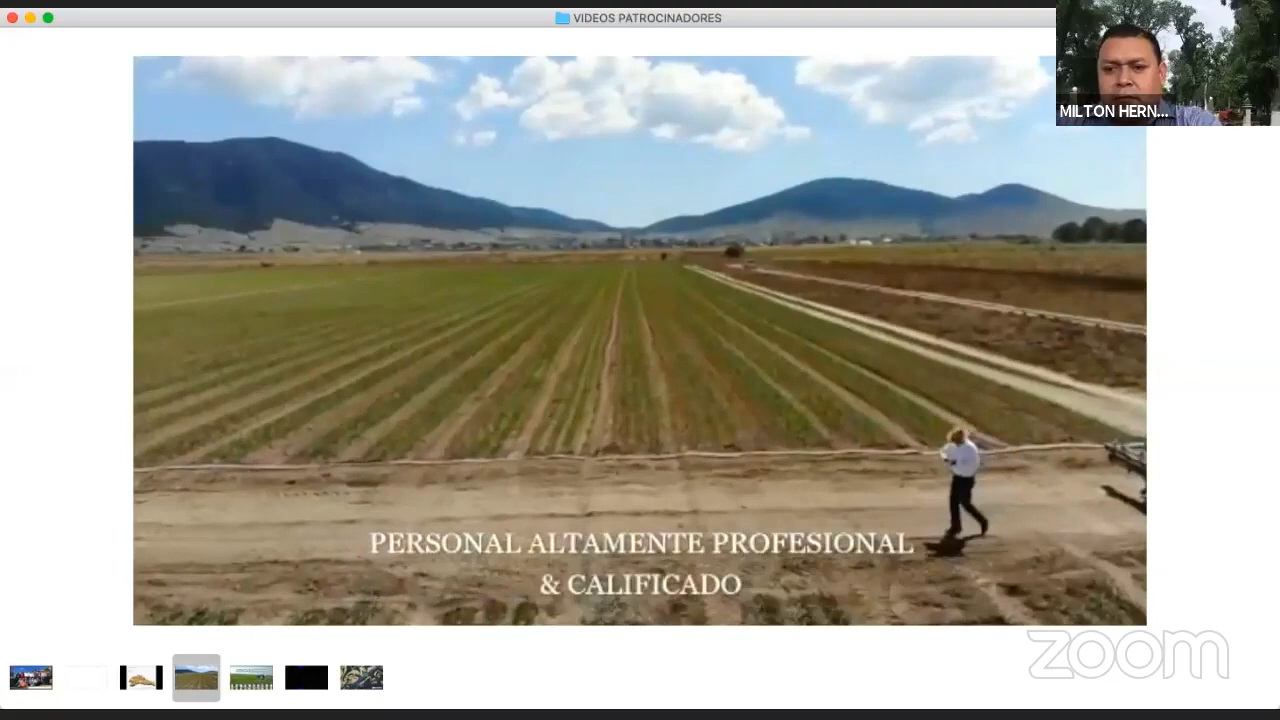 VIDEOS PATROCINADORES
MILTON HERN...
PERSONAL ALTAMENTE PROFESIONAL
& CALIFICADO
zoom